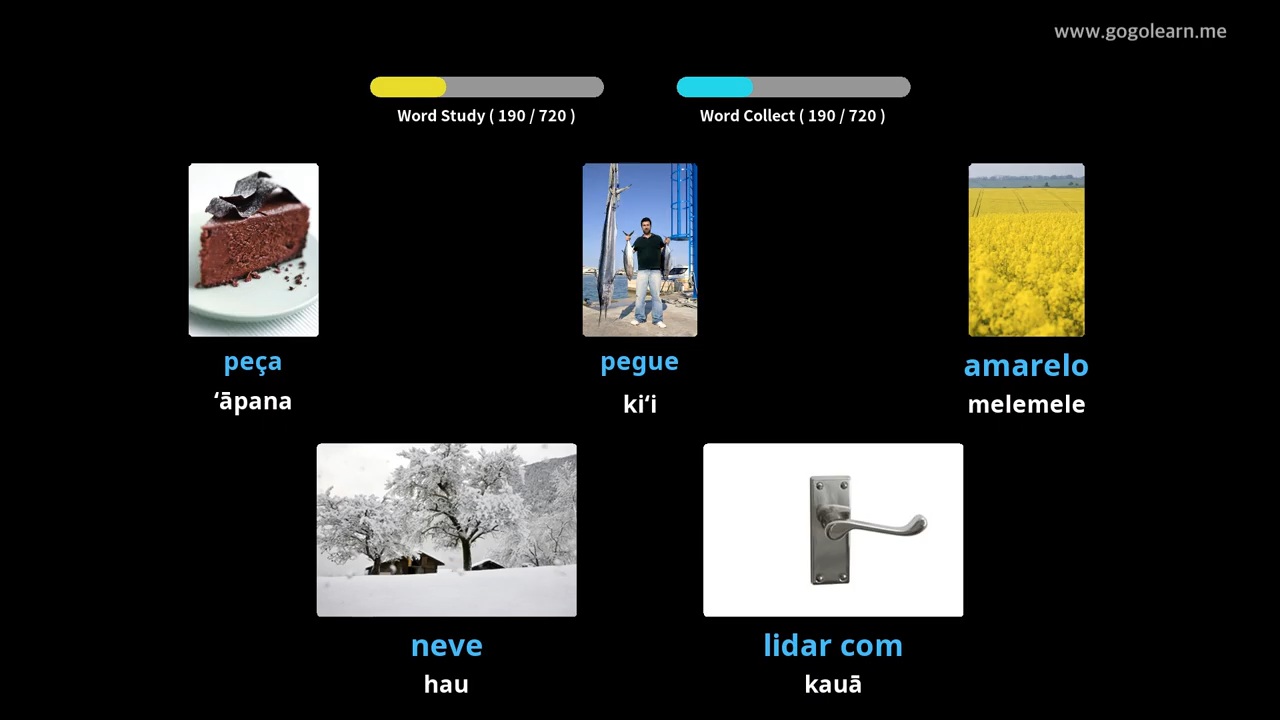 www.gogolearn.me
Word Study ( 190 / 720 )
Word Collect ( 190 / 720 )
peça
ʻāpana
pegue
kiʻi
amarelo
melemele
neve
hau
lidar com
kauā